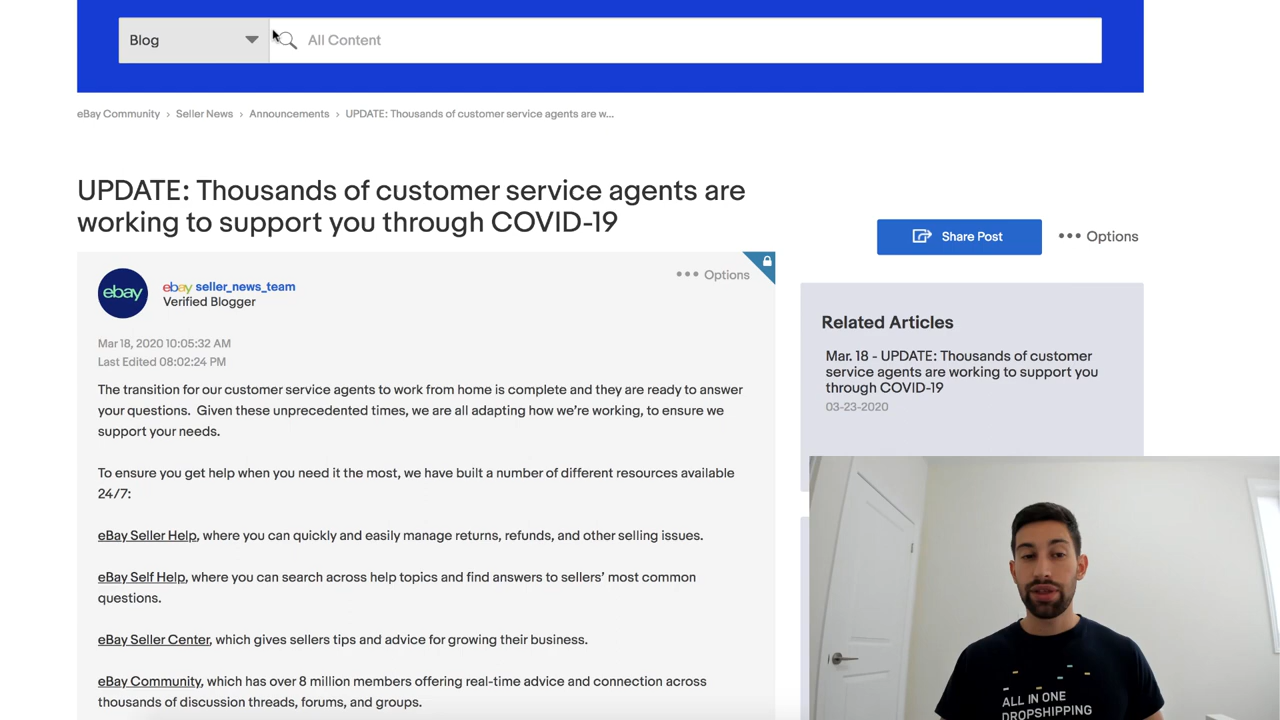 Blog
All Content
eBay Community › Seller News › Announcements › UPDATE: Thousands of customer service agents are w...
UPDATE: Thousands of customer service agents are
working to support you through COVID-19
Share Post
Options
Options
ebay
ebay seller_news_team
Verified Blogger
Mar 18, 2020 10:05:32 AM
Last Edited 08:02:24 PM
The transition for our customer service agents to work from home is complete and they are ready to answer
your questions. Given these unprecedented times, we are all adapting how we're working, to ensure we
support your needs.
To ensure you get help when you need it the most, we have built a number of different resources available
24/7:
eBay Seller Help, where you can quickly and easily manage returns, refunds, and other selling issues.
eBay Self Help, where you can search across help topics and find answers to sellers' most common
questions.
eBay Seller Center, which gives sellers tips and advice for growing their business.
eBay Community, which has over 8 million members offering real-time advice and connection across
thousands of discussion threads, forums, and groups.
Related Articles
Mar. 18 - UPDATE: Thousands of customer
service agents are working to support you
through COVID-19
03-23-2020
ALL IN ONE
DROPSHIPPING